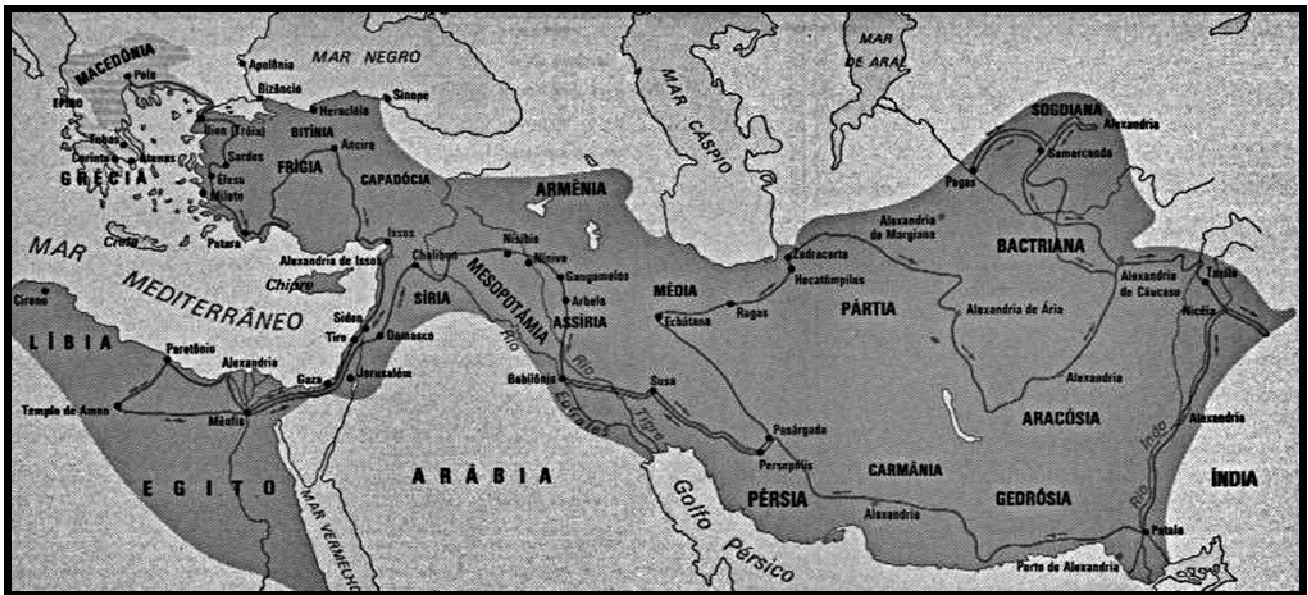 MACEDÔNIA
Pela
EPIRO
Tebas
Corinto
Atenas
GRÉCIA
Apolônia
MAR NEGRO
Bizâncio
Heracléia
Sinope
(Tróia)
BITÍNIA
Sardes
FRÍGIA
Ancira
CAPADÓCIA
Éfeso
Mileto
Patara
Creta
MAR
MEDITERRÂNEO
Issos
Alexandria de Issol
Chipre
Cirene
LÍBIA
Paretônio
Alexandria
Templo de Amon
Mênfis
EGITO
MAR VERMELHO
Gaza
Jerusalém
Sídon
Tiro
Damasco
SÍRIA
ARÁBIA
ARMÊNIA
Nísibis
Nínive
Gaugamelos
Arbela
MESOPOTÂMIA
ASSÍRIA
Rio
Eufrates
Rio
Tigre
Babilônia
Susa
Golfo
Pérsico
MAR CÁSPIO
MAR
DE ARAL
MÉDIA
Ecbátana
Ragas
Zadracarta
Hecatômpilos
PÁRTIA
Pasárgada
Persépolis
PÉRSIA
CARMÂNIA
Alexandria
GEDRÓSIA
SOGDIANA
Alexandria
Samarcanda
Pagas
Alexandria
de Margiana
BACTRIANA
Alexandria de Ária
Alexandria
de Cáucaso
Taxila
Nicéia
Alexandria
ARACÓSIA
Alexandria
Rio
Indo
ÍNDIA
Patala
Porto de Alexandria